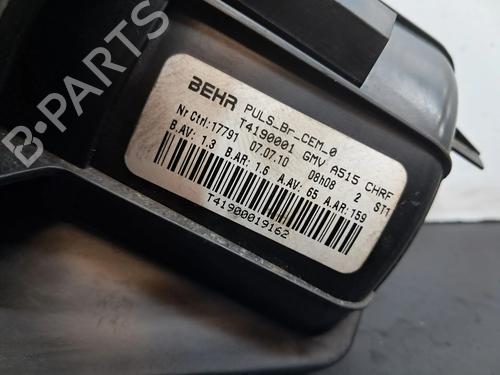 BEHR PULS_Br_CEM_0
T4190001 GMV A515 CHRF
Nr Ctrl:17791 07.07.10 08h08 2 ST1
B.AV: 1.3 B.AR: 1.6 A.AV: 65 A.AR:159
T41900019162